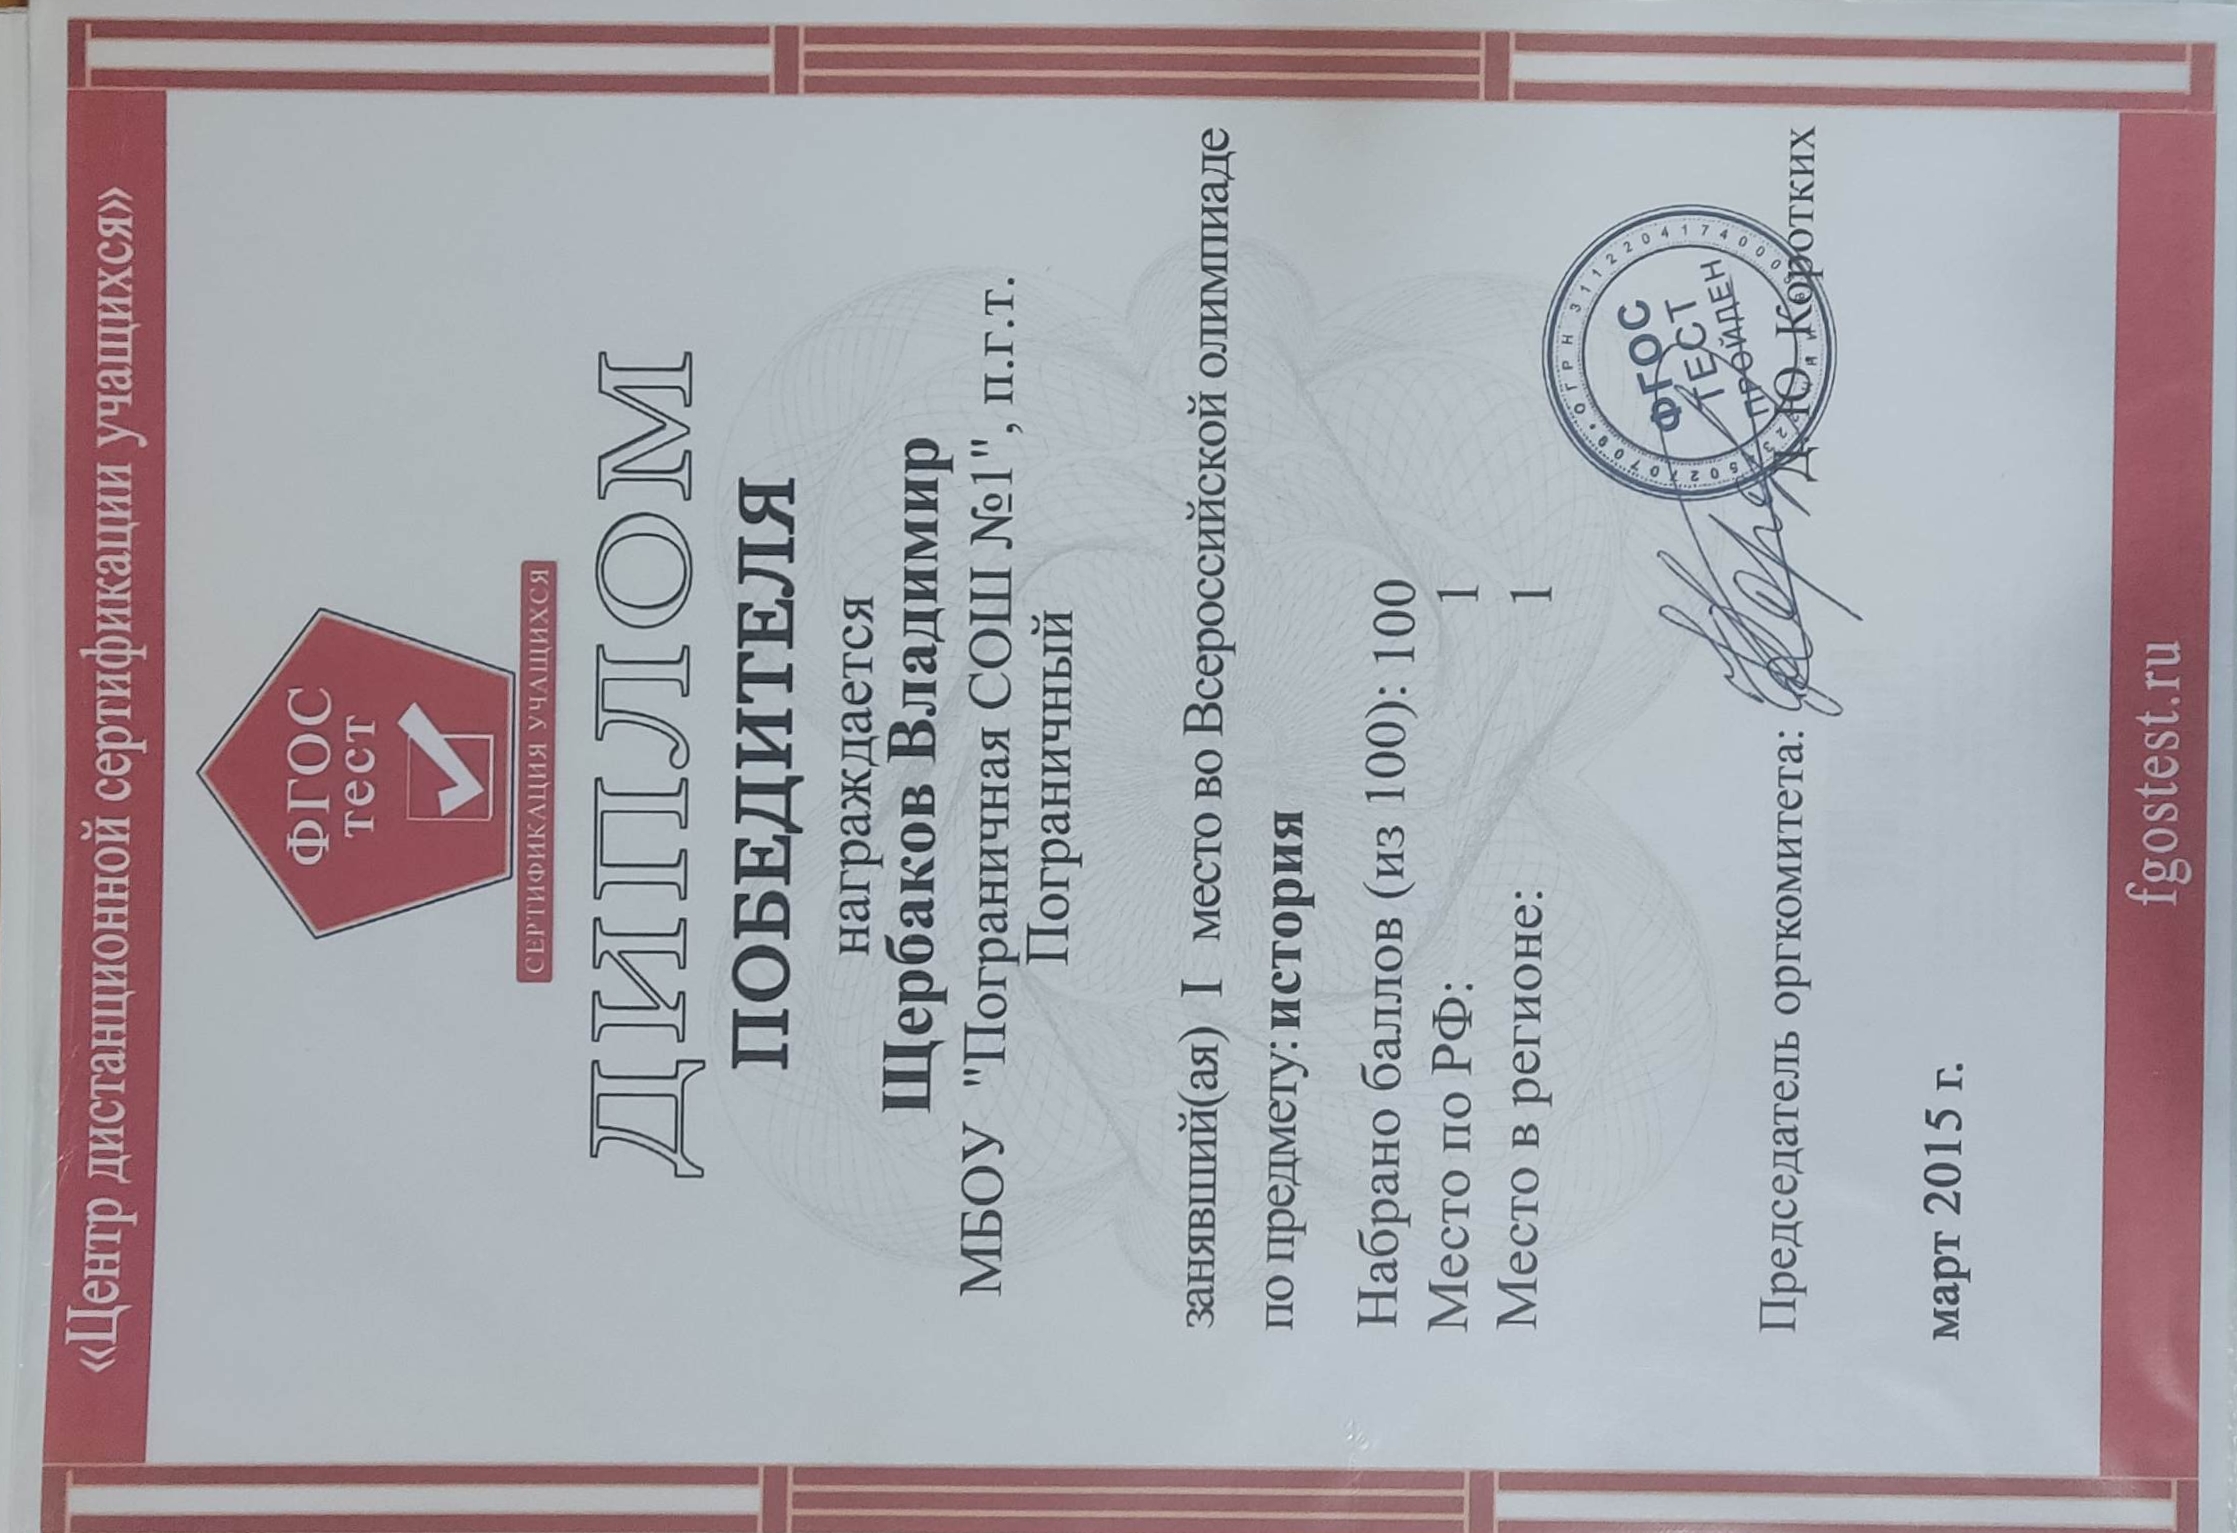 «Центр дистанционной сертификации учащихся»
ФГОС
тест
СЕРТИФИКАЦИЯ УЧАЩИХСЯ
ДИПЛОМ
ПОБЕДИТЕЛЯ
награждается
Щербаков Владимир
МБОУ "Пограничная СОШ №1", п.г.т.
Пограничный
занявший(ая) I место во Всероссийской олимпиаде
по предмету: история
Набрано баллов (из 100): 100
Место по РФ: 1
Место в регионе: 1
ОГРН
ФГОС
ТЕСТ
ПРОЙДЕН
Председатель оргкомитета: Д. Ю. Коротких
март 2015 г.
fgostest.ru